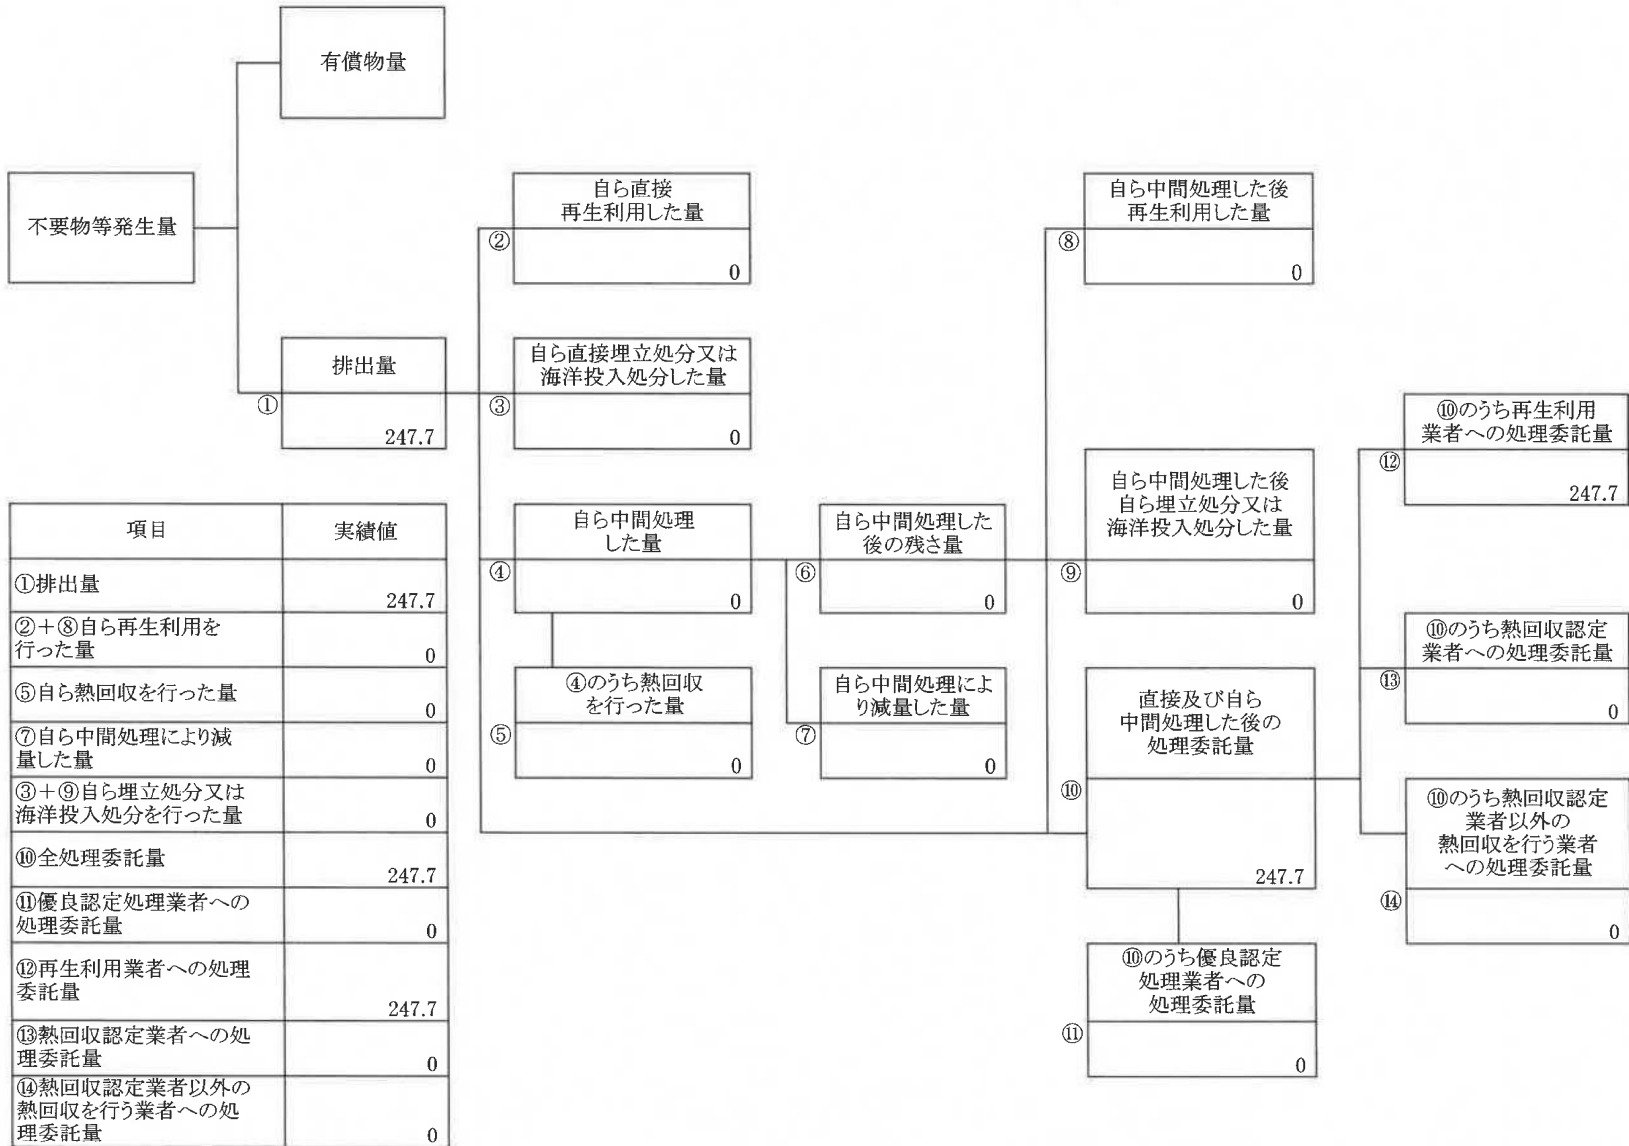 有償物量
不要物等発生量
排出量
①
247.7
自ら直接
再生利用した量
②
0
自ら直接埋立処分又は
海洋投入処分した量
③
0
自ら中間処理
した量
④
0
④のうち熱回収
を行った量
⑤
0
自ら中間処理した
後の残さ量
⑥
0
自ら中間処理によ
り減量した量
⑦
0
自ら中間処理した後
再生利用した量
⑧
0
自ら中間処理した後
自ら埋立処分又は
海洋投入処分した量
⑨
0
直接及び自ら
中間処理した後の
処理委託量
⑩
247.7
⑩のうち優良認定
処理業者への
処理委託量
⑪
0
⑩のうち再生利用
業者への処理委託量
⑫
247.7
⑩のうち熱回収認定
業者への処理委託量
⑬
0
⑩のうち熱回収認定
業者以外の
熱回収を行う業者
への処理委託量
⑭
0
項目 実績値
①排出量 247.7
②+⑧自ら再生利用を
行った量 0
⑤自ら熱回収を行った量 0
⑦自ら中間処理により減
量した量 0
③+⑨自ら埋立処分又は
海洋投入処分を行った量 0
⑩全処理委託量 247.7
⑪優良認定処理業者への
処理委託量 0
⑫再生利用業者への処理
委託量 247.7
⑬熱回収認定業者への処
理委託量 0
⑭熱回収認定業者以外の
熱回収を行う業者への処
理委託量 0